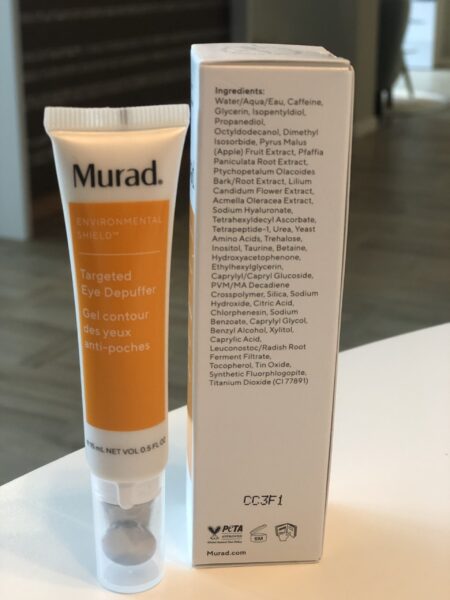 Murad.
ENVIRONMENTAL
SHIELD™
Targeted
Eye Depuffer
Gel contour
des yeux
anti-poches
15 mL NET VOL 0.5 FL OZ
Ingredients:
Water/Aqua/Eau, Caffeine,
Glycerin, Isopentyldiol,
Propanediol,
Octyldodecanol, Dimethyl
Isosorbide, Pyrus Malus
(Apple) Fruit Extract, Pfaffia
Paniculata Root Extract,
Ptychopetalum Olacoides
Bark/Root Extract, Lilium
Candidum Flower Extract,
Acmella Oleracea Extract,
Sodium Hyaluronate,
Tetrahexyldecyl Ascorbate,
Tetrapeptide-1, Urea, Yeast
Amino Acids, Trehalose,
Inositol, Taurine, Betaine,
Hydroxyacetophenone,
Ethylhexylglycerin,
Caprylyl/Capryl Glucoside,
PVM/MA Decadiene
Crosspolymer, Silica, Sodium
Hydroxide, Citric Acid,
Chlorphenesin, Sodium
Benzoate, Caprylyl Glycol,
Benzyl Alcohol, Xylitol,
Caprylic Acid,
Leuconostoc/Radish Root
Ferment Filtrate,
Tocopherol, Tin Oxide,
Synthetic Fluorphlogopite,
Titanium Dioxide (CI 77891)
CC3F1
PETA
Murad.com